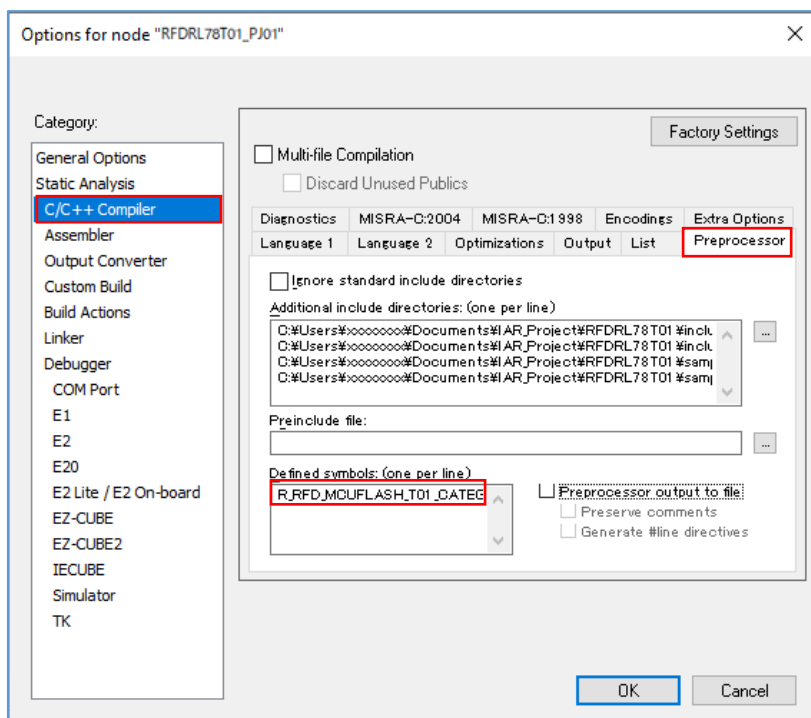 Options for node "RFDRL78T01_PJ01"
Category:
General Options
Static Analysis
C/C++ Compiler
Assembler
Output Converter
Custom Build
Build Actions
Linker
Debugger
COM Port
E1
E2
E20
E2 Lite / E2 On-board
EZ-CUBE
EZ-CUBE2
IECUBE
Simulator
TK
Factory Settings
Multi-file Compilation
Discard Unused Publics
Diagnostics MISRA-C:2004 MISRA-C:1998 Encodings Extra Options
Language 1 Language 2 Optimizations Output List Preprocessor
Ignore standard include directories
Additional include directories: (one per line)
C:¥Users¥xxxxxxxx¥Documents¥IAR_Project¥RFDRL78T01¥inclu
C:¥Users¥xxxxxxxx¥Documents¥IAR_Project¥RFDRL78T01¥inclu
C:¥Users¥xxxxxxxx¥Documents¥IAR_Project¥RFDRL78T01¥samp
C:¥Users¥xxxxxxxx¥Documents¥IAR_Project¥RFDRL78T01¥samp
...
Preinclude file:
...
Defined symbols: (one per line)
R_RFD_MCUFLASH_T01_CATEG
Preprocessor output to file
Preserve comments
Generate #line directives
OK Cancel